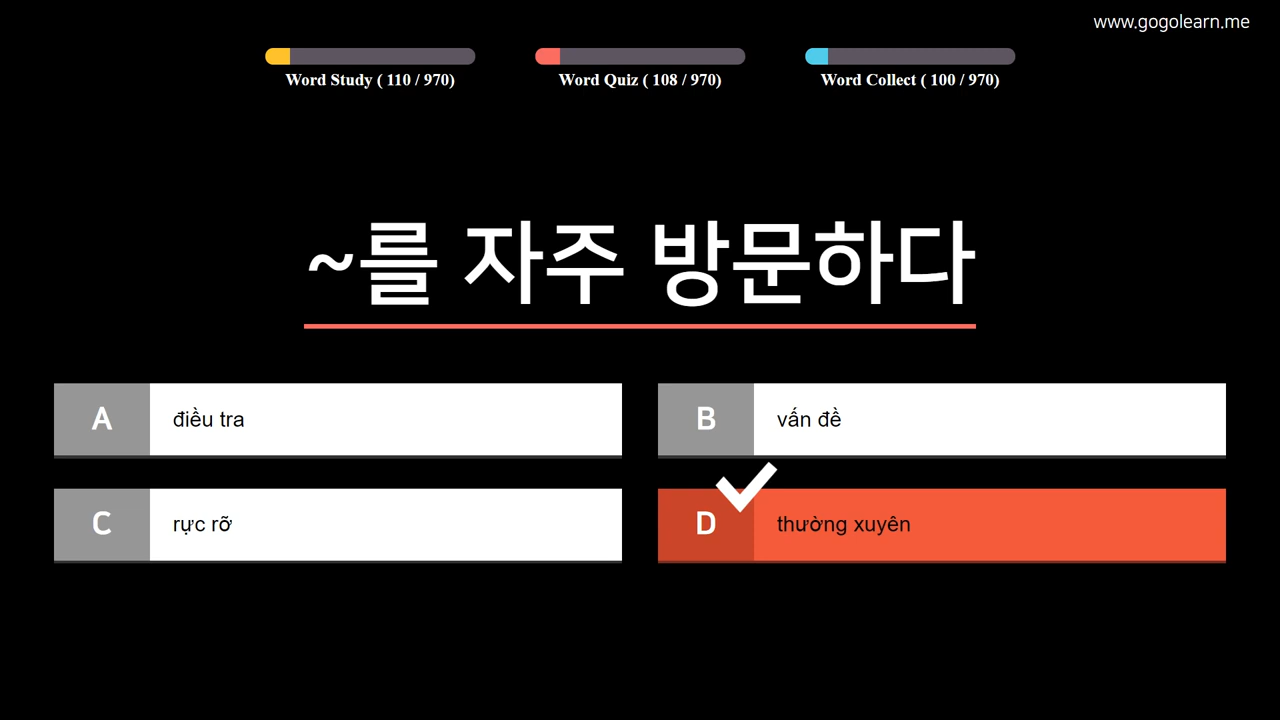 www.gogolearn.me
Word Study ( 110 / 970)
Word Quiz ( 108 / 970)
Word Collect ( 100 / 970)
~를 자주 방문하다
A điều tra
B vấn đề
C rực rỡ
D thường xuyên